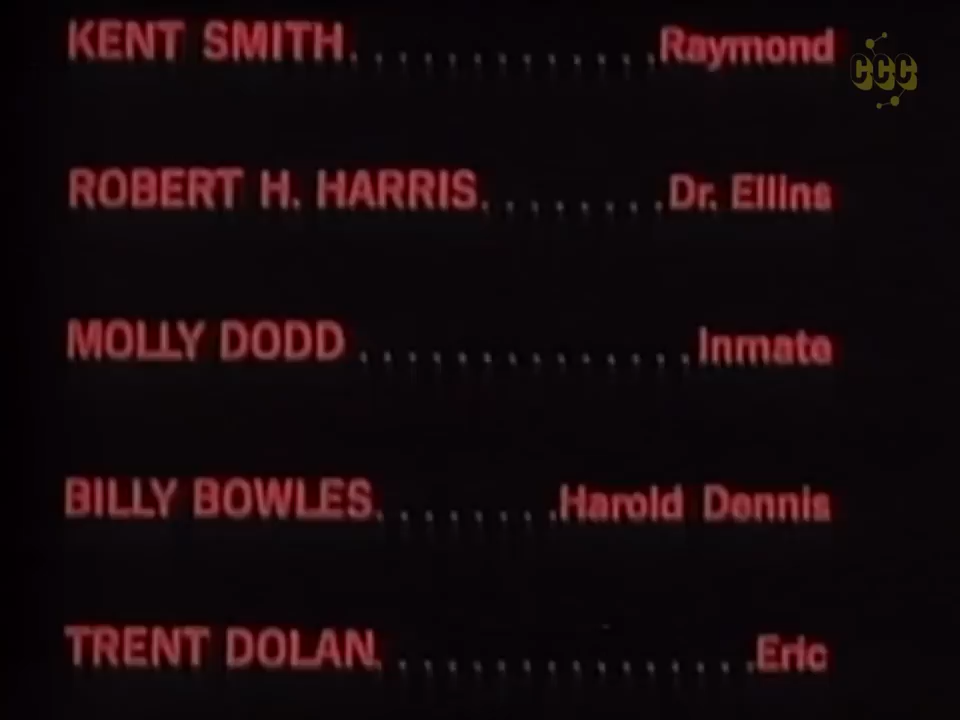 KENT SMITH. . . . . . . . . . . . .Raymond
CCC
ROBERT H. HARRIS. . . . . . . .Dr. Ellins
MOLLY DODD . . . . . . . . . . . . . .Inmate
BILLY BOWLES. . . . . . . .Harold Dennis
TRENT DOLAN. . . . . . . . . . . . . . . .Eric